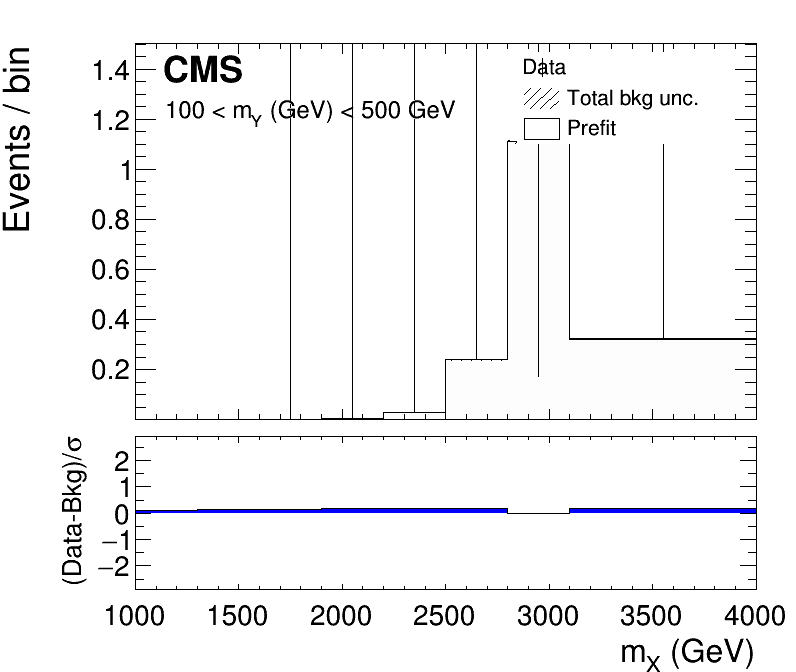 CMS
100 < mY (GeV) < 500 GeV
Data
Total bkg unc.
Prefit
Events / bin
1.4
1.2
1
0.8
0.6
0.4
0.2
(Data-Bkg)/σ
2
1
0
−1
−2
1000 1500 2000 2500 3000 3500 4000
mX (GeV)